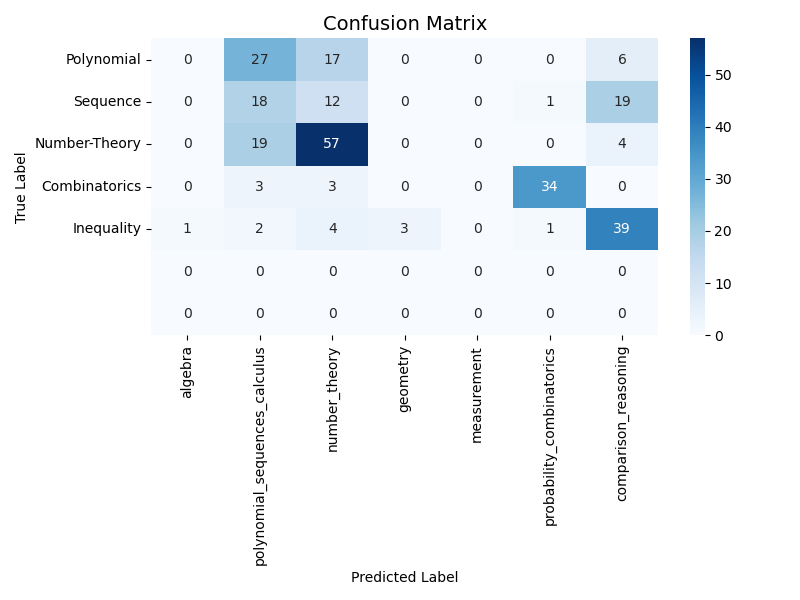 Confusion Matrix
True Label
Polynomial 0 27 17 0 0 0 6
Sequence 0 18 12 0 0 1 19
Number-Theory 0 19 57 0 0 0 4
Combinatorics 0 3 3 0 0 34 0
Inequality 1 2 4 3 0 1 39
0 0 0 0 0 0 0
0 0 0 0 0 0 0
algebra
polynomial_sequences_calculus
number_theory
geometry
measurement
probability_combinatorics
comparison_reasoning
Predicted Label
50
40
30
20
10
0